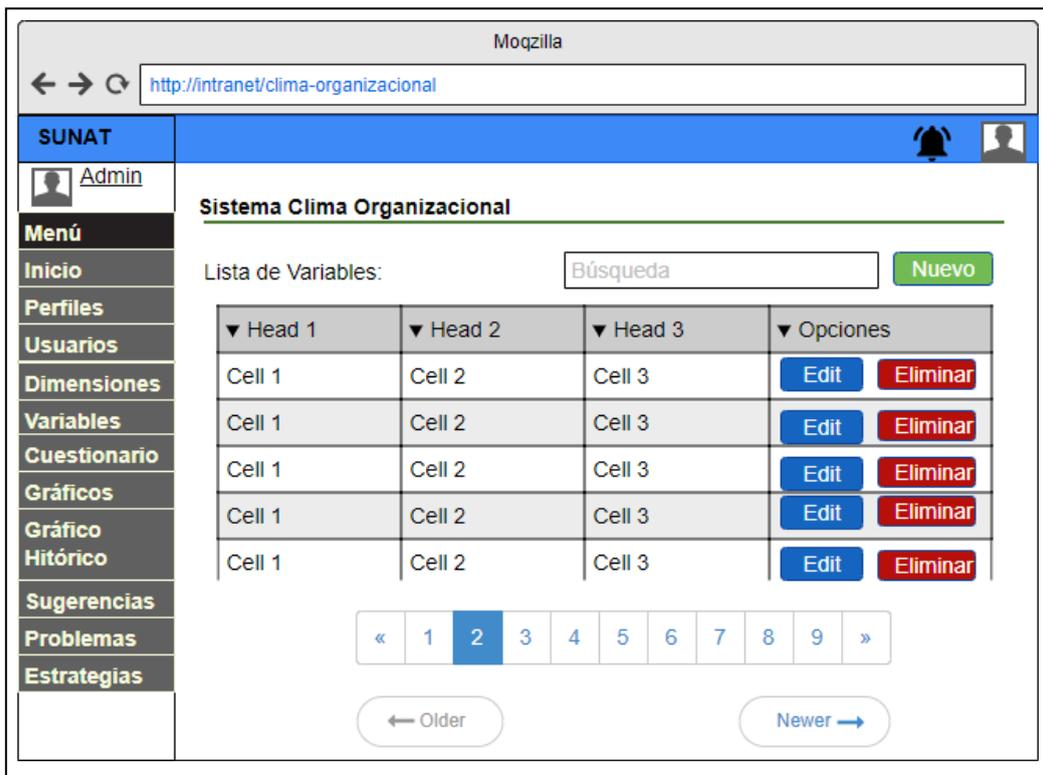 Moqzilla
http://intranet/clima-organizacional
SUNAT
Admin
Menú
Inicio
Perfiles
Usuarios
Dimensiones
Variables
Cuestionario
Gráficos
Gráfico
Hitórico
Sugerencias
Problemas
Estrategias
Sistema Clima Organizacional
Lista de Variables: Búsqueda Nuevo
▼ Head 1 ▼ Head 2 ▼ Head 3 ▼ Opciones
Cell 1 Cell 2 Cell 3 Edit Eliminar
Cell 1 Cell 2 Cell 3 Edit Eliminar
Cell 1 Cell 2 Cell 3 Edit Eliminar
Cell 1 Cell 2 Cell 3 Edit Eliminar
Cell 1 Cell 2 Cell 3 Edit Eliminar
« 1 2 3 4 5 6 7 8 9 »
← Older Newer →